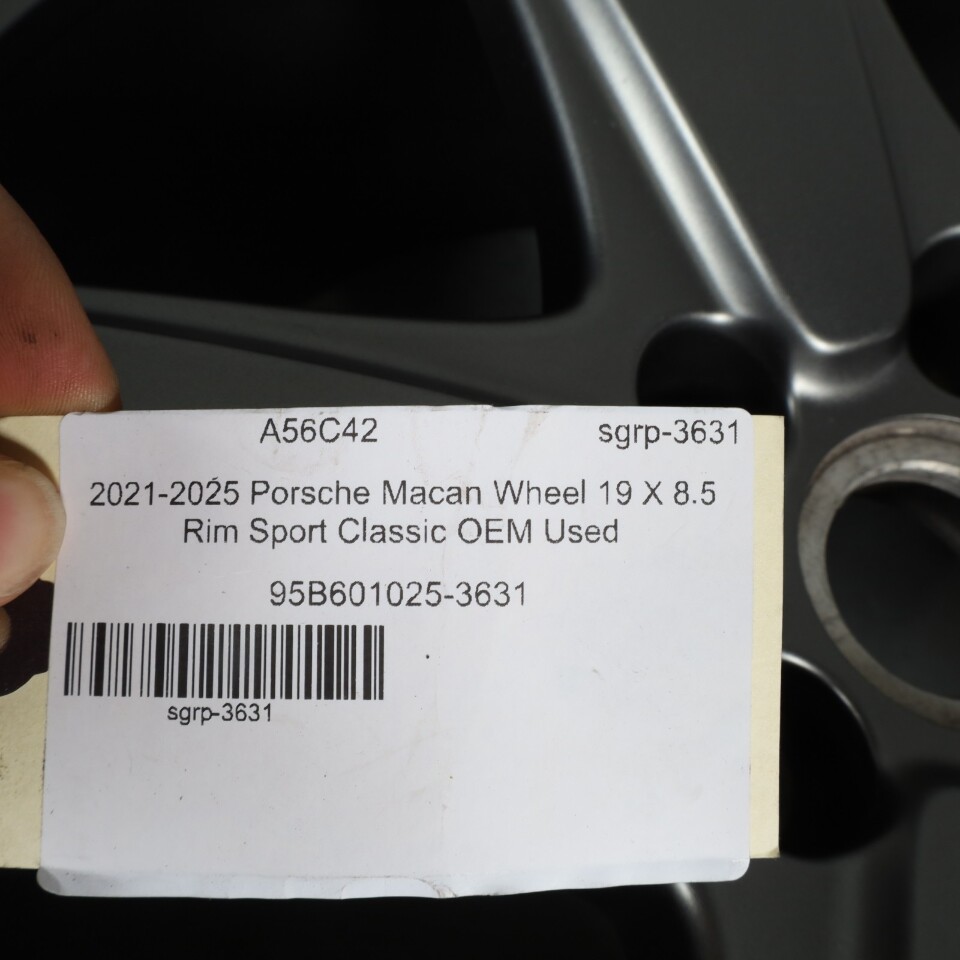 A56C42 sgrp-3631
2021-2025 Porsche Macan Wheel 19 X 8.5
Rim Sport Classic OEM Used
95B601025-3631
sgrp-3631